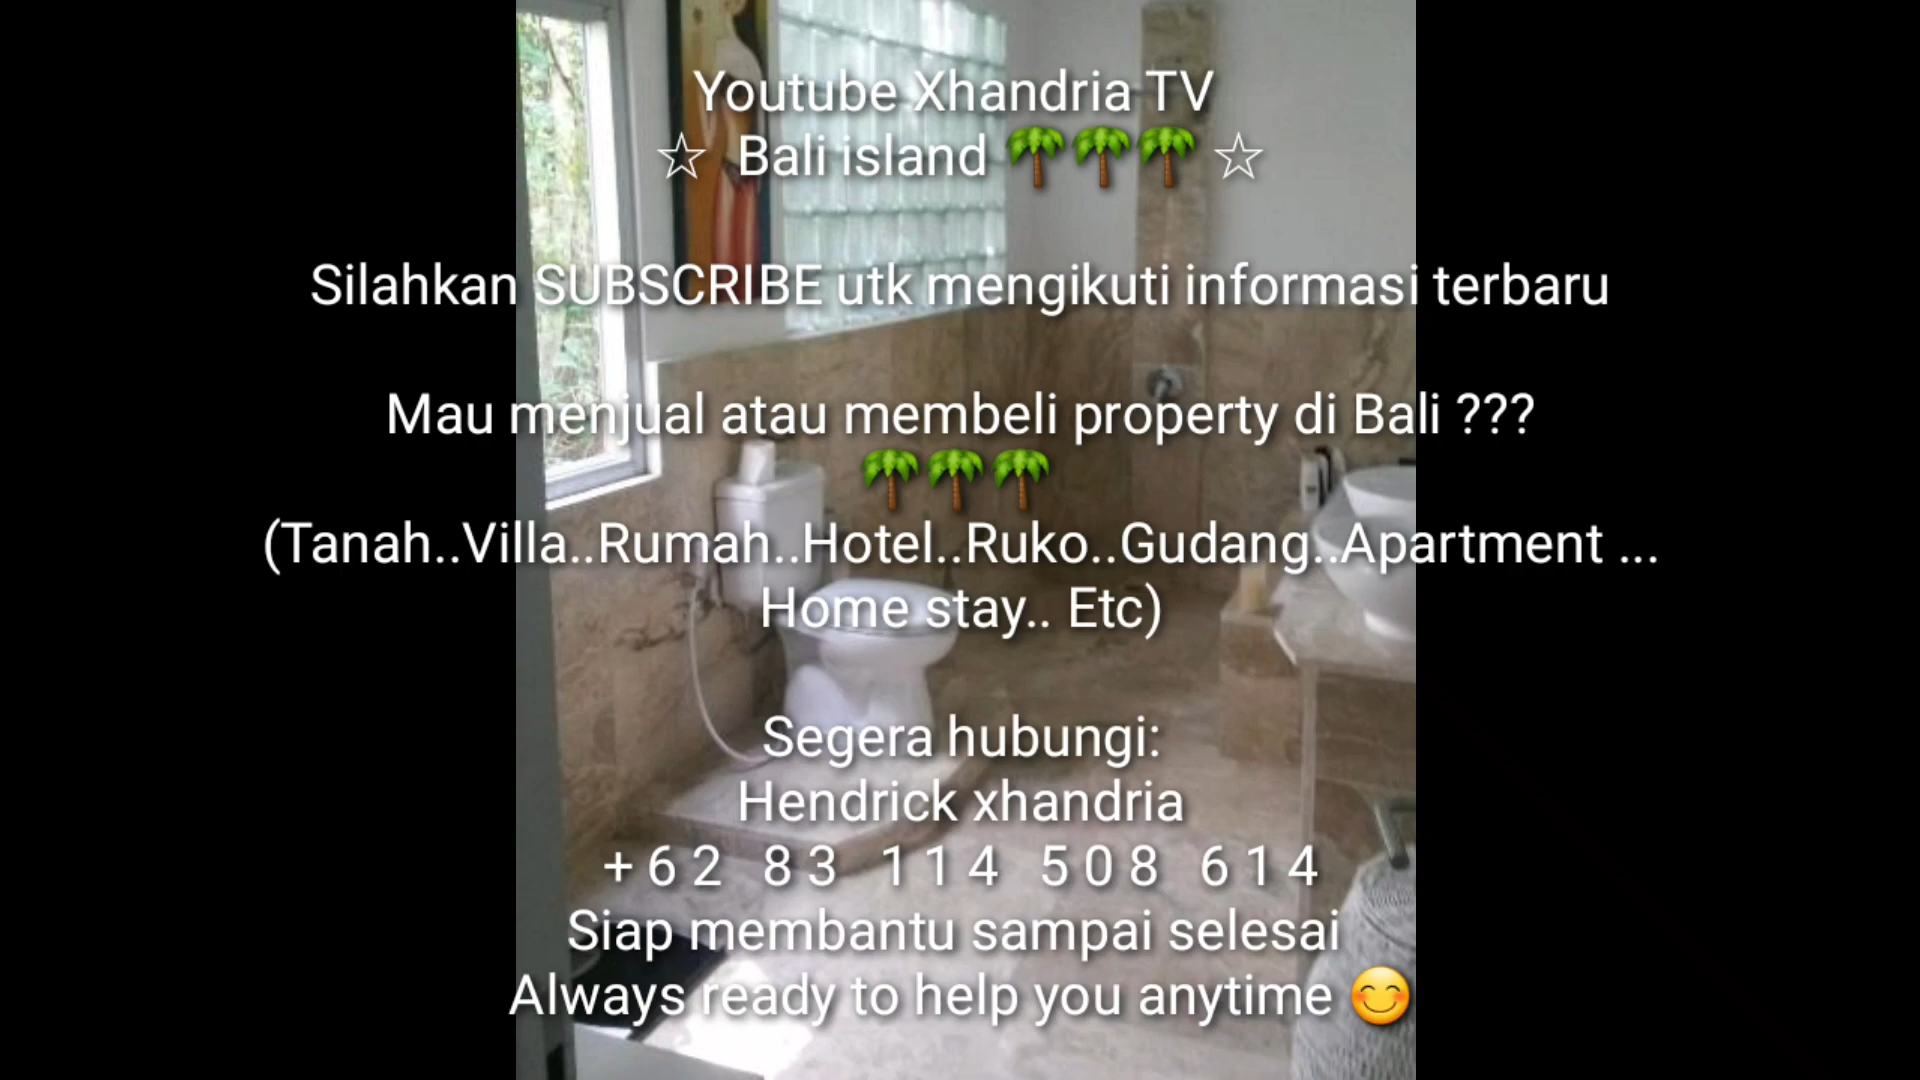 Youtube Xhandria TV
☆ Bali island 🌴🌴🌴 ☆
Silahkan SUBSCRIBE utk mengikuti informasi terbaru
Mau menjual atau membeli property di Bali ???
🌴🌴🌴
(Tanah..Villa..Rumah..Hotel..Ruko..Gudang..Apartment ...
Home stay.. Etc)
Segera hubungi:
Hendrick xhandria
+62 83 114 508 614
Siap membantu sampai selesai
Always ready to help you anytime 😊